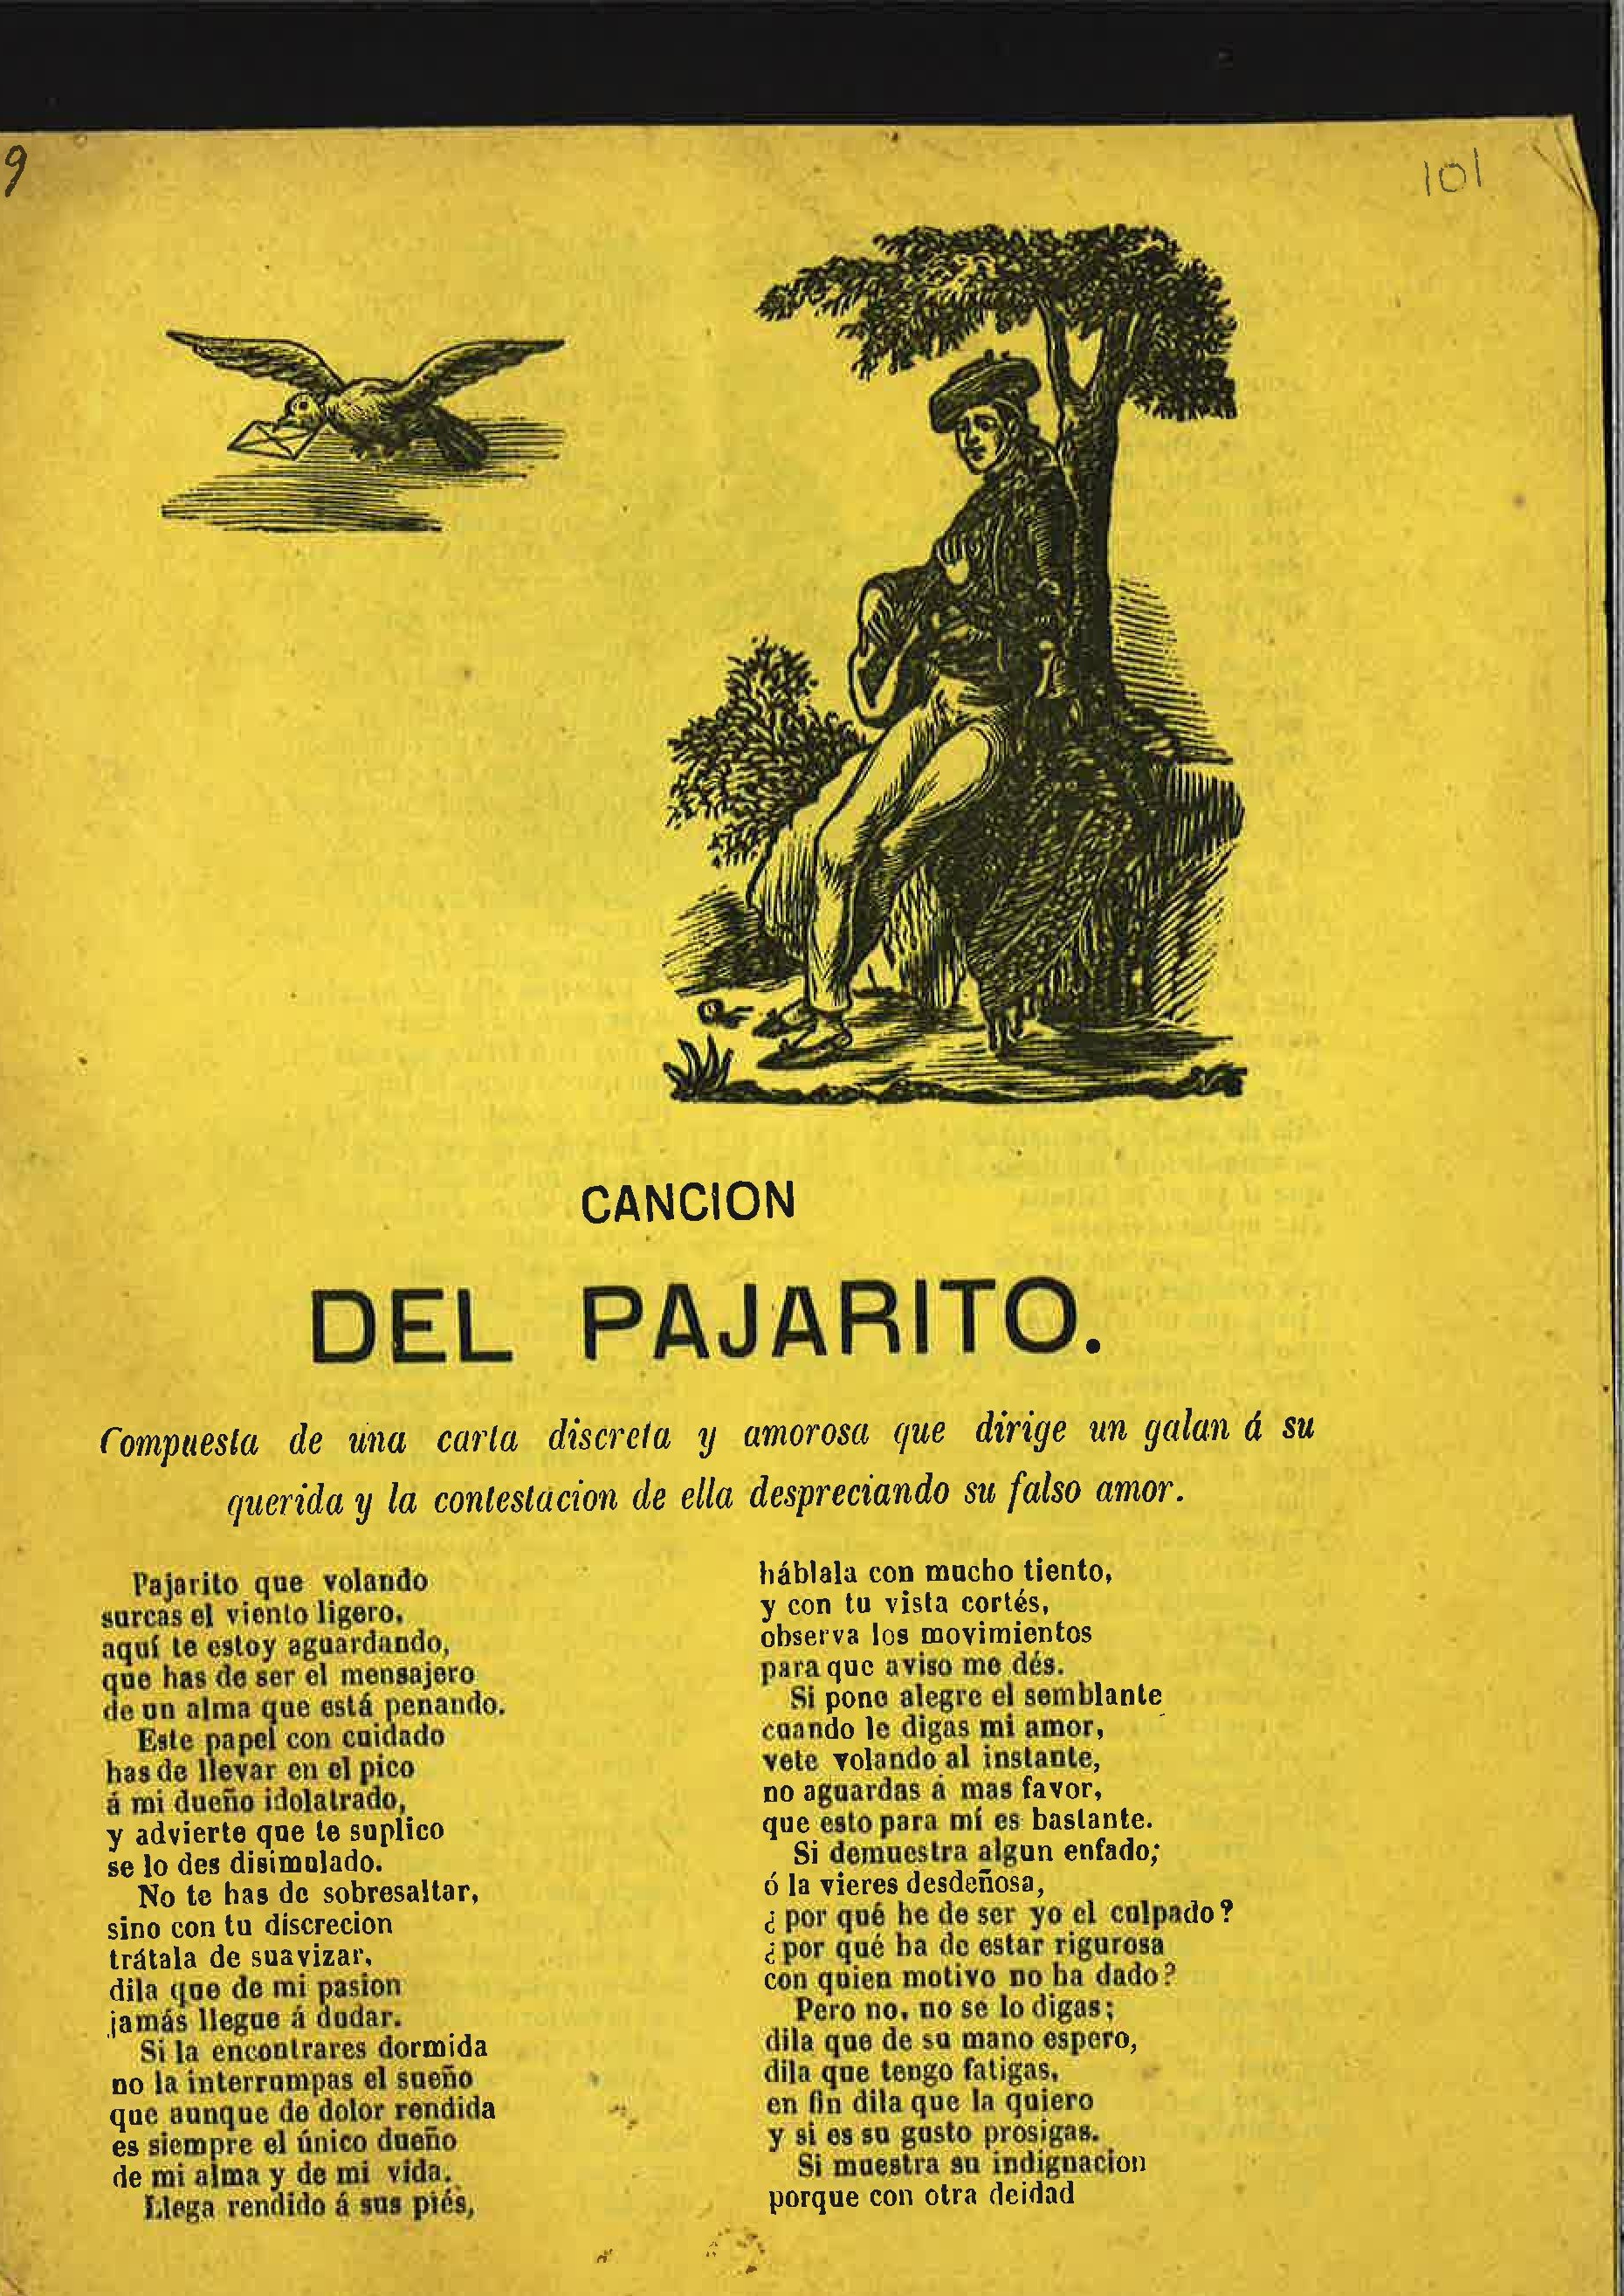 9
101
CANCION
DEL PAJARITO.
Compuesta de una carta discreta y amorosa que dirige un galan á su
querida y la contestacion de ella despreciando su falso amor.
Pajarito que volando
surcas el viento ligero,
aquí te estoy aguardando,
que has de ser el mensajero
de un alma que está penando.
Este papel con cuidado
has de llevar en el pico
á mi dueño idolatrado,
y advierte que te suplico
se lo des disimulado.
No te has de sobresaltar,
sino con tu discrecion
trátala de suavizar,
dila que de mi pasion
jamás llegue á dudar.
Si la encontrares dormida
no la interrumpas el sueño
que aunque de dolor rendida
es siempre el único dueño
de mi alma y de mi vida.
Llega rendido á sus piés,
háblala con mucho tiento,
y con tu vista cortés,
observa los movimientos
para que aviso me dés.
Si pone alegre el semblante
cuando le digas mi amor,
vete volando al instante,
no aguardas á mas favor,
que esto para mí es bastante.
Si demuestra algun enfado;
ó la vieres desdeñosa,
¿por qué he de ser yo el culpado?
¿por qué ha de estar rigurosa
con quien motivo no ha dado?
Pero no, no se lo digas;
dila que de su mano espero,
dila que tengo fatigas,
en fin dila que la quiero
y si es su gusto prosigas.
Si muestra su indignacion
porque con otra deidad